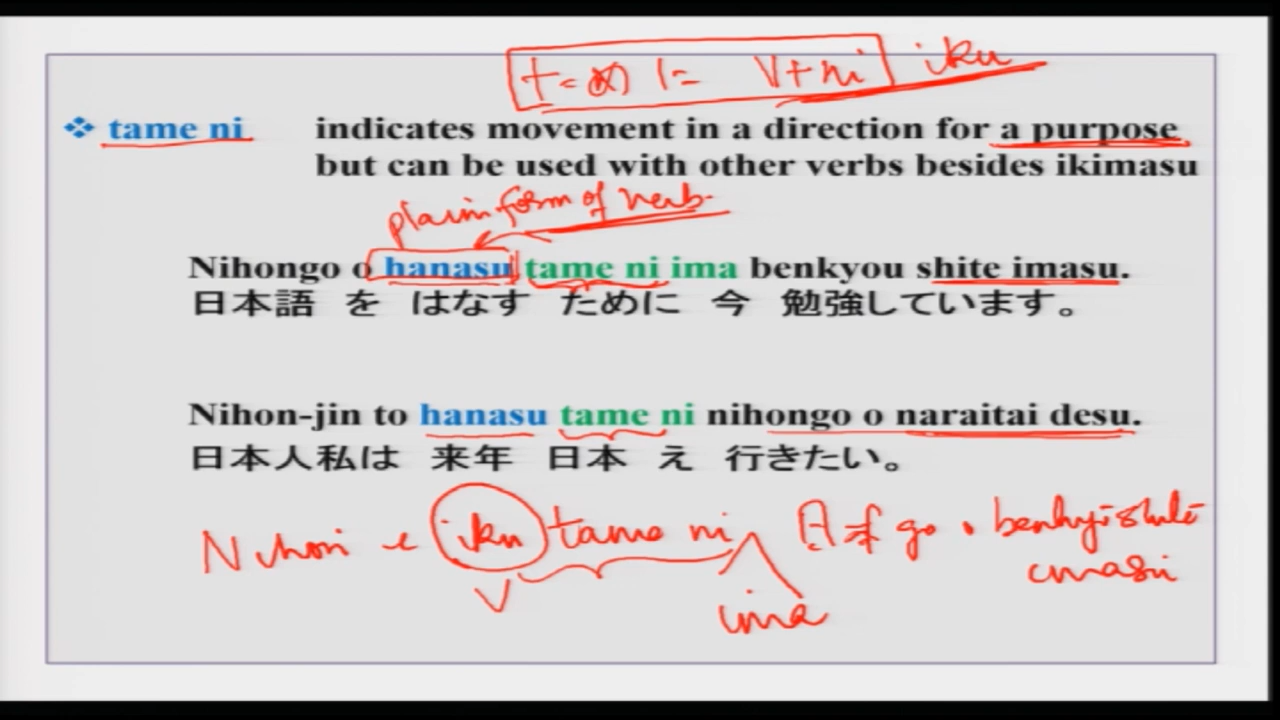 ために V+ni iku
❖ tame ni indicates movement in a direction for a purpose
but can be used with other verbs besides ikimasu
plain form of verb.
Nihongo o hanasu tame ni ima benkyou shite imasu.
日本語 を はなす ために 今 勉強しています。
Nihon-jin to hanasu tame ni nihongo o naraitai desu.
日本人私は 来年 日本 え 行きたい。
Nihon e iku tame ni 日本 go o
imasu
V
ima